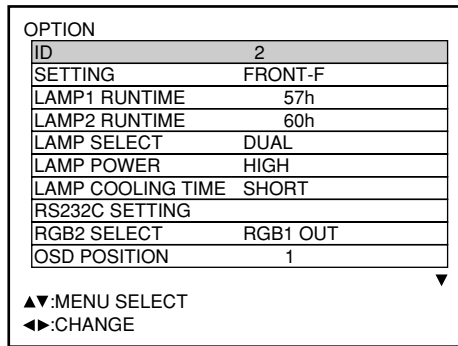 OPTION
ID 2
SETTING FRONT-F
LAMP1 RUNTIME 57h
LAMP2 RUNTIME 60h
LAMP SELECT DUAL
LAMP POWER HIGH
LAMP COOLING TIME SHORT
RS232C SETTING
RGB2 SELECT RGB1 OUT
OSD POSITION 1
▼
▲▼:MENU SELECT
◀▶:CHANGE